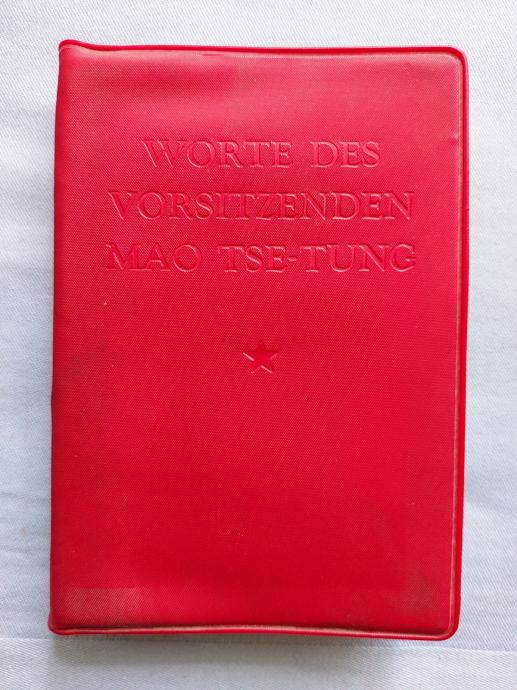 WORTE DES
VORSITZENDEN
MAO TSE-TUNG